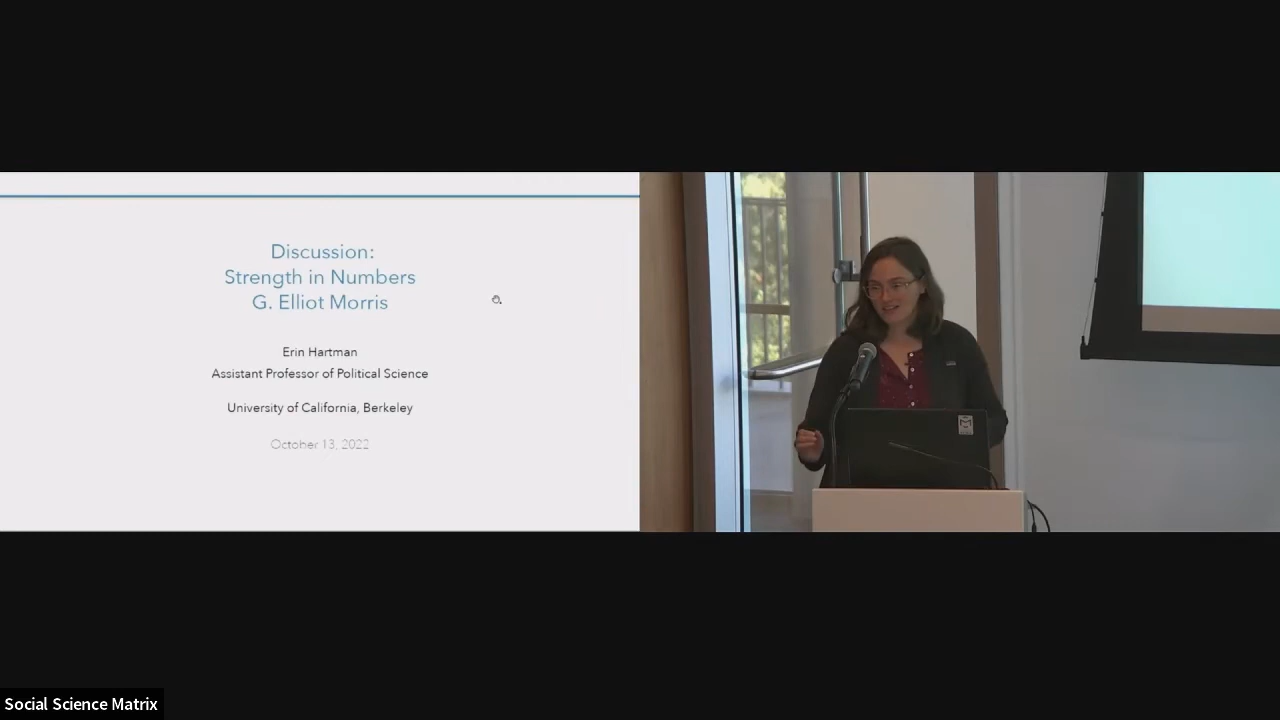 Discussion:
Strength in Numbers
G. Elliot Morris
Erin Hartman
Assistant Professor of Political Science
University of California, Berkeley
October 13, 2022
Social Science Matrix